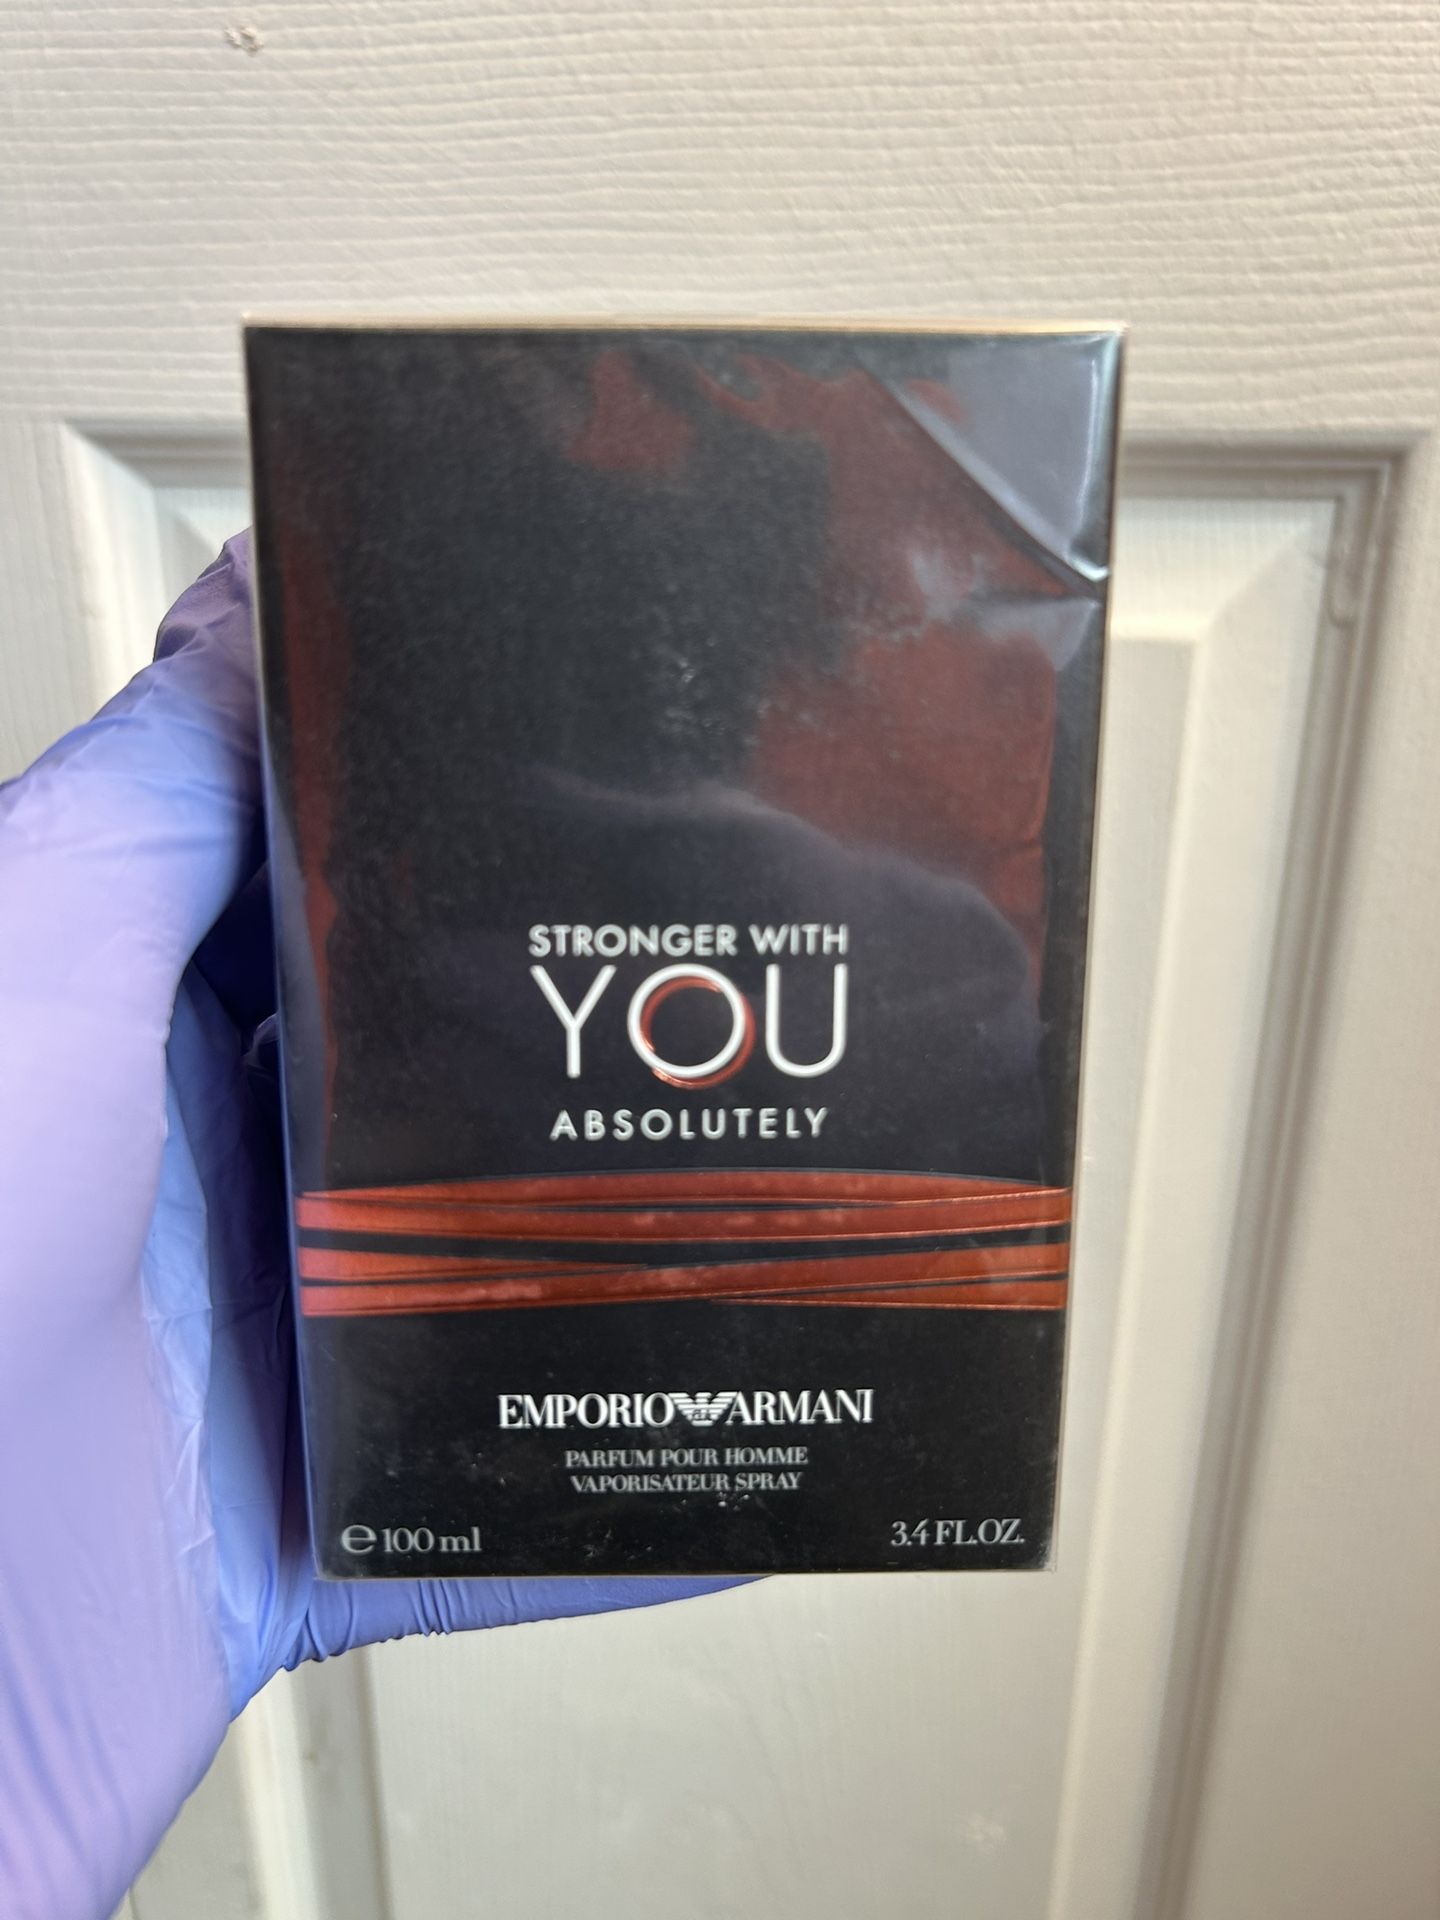 STRONGER WITH
YOU
ABSOLUTELY
EMPORIO ARMANI
PARFUM POUR HOMME
VAPORISATEUR SPRAY
℮ 100 ml
3.4 FL.OZ.